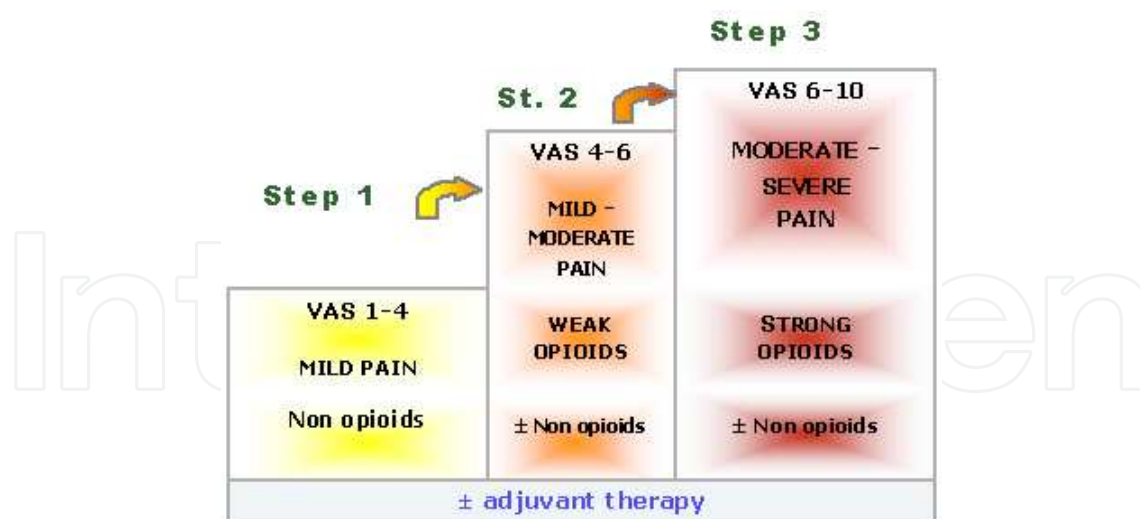 Step 1
VAS 1-4
MILD PAIN
Non opioids
St. 2
VAS 4-6
MILD -
MODERATE
PAIN
WEAK
OPIOIDS
± Non opioids
Step 3
VAS 6-10
MODERATE -
SEVERE
PAIN
STRONG
OPIOIDS
± Non opioids
± adjuvant therapy